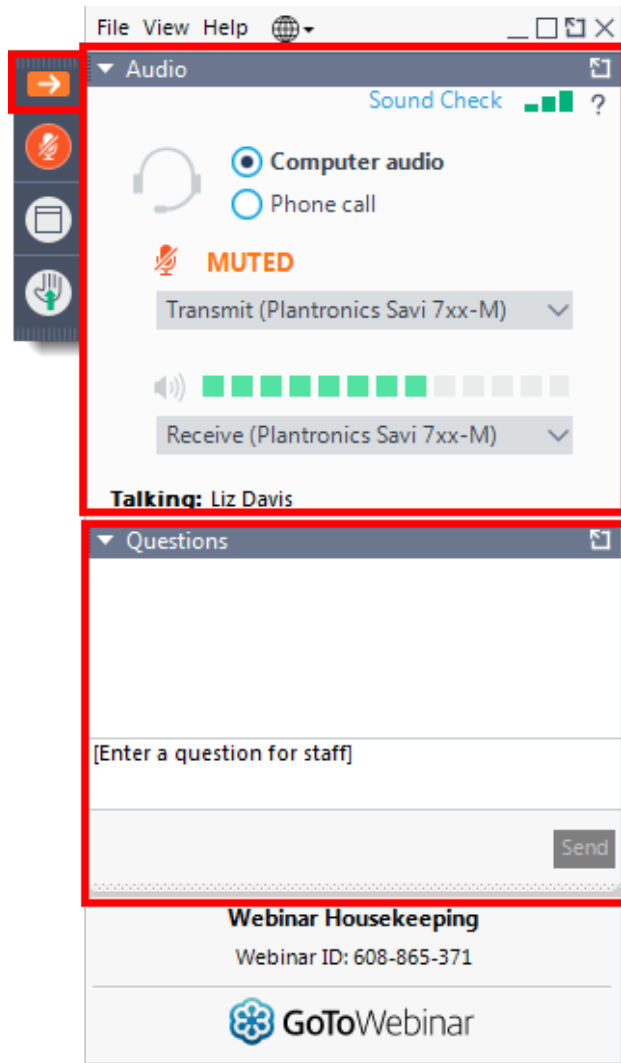 File View Help
Audio
Sound Check ?
Computer audio
Phone call
MUTED
Transmit (Plantronics Savi 7xx-M)
Receive (Plantronics Savi 7xx-M)
Talking: Liz Davis
Questions
[Enter a question for staff]
Send
Webinar Housekeeping
Webinar ID: 608-865-371
GoToWebinar